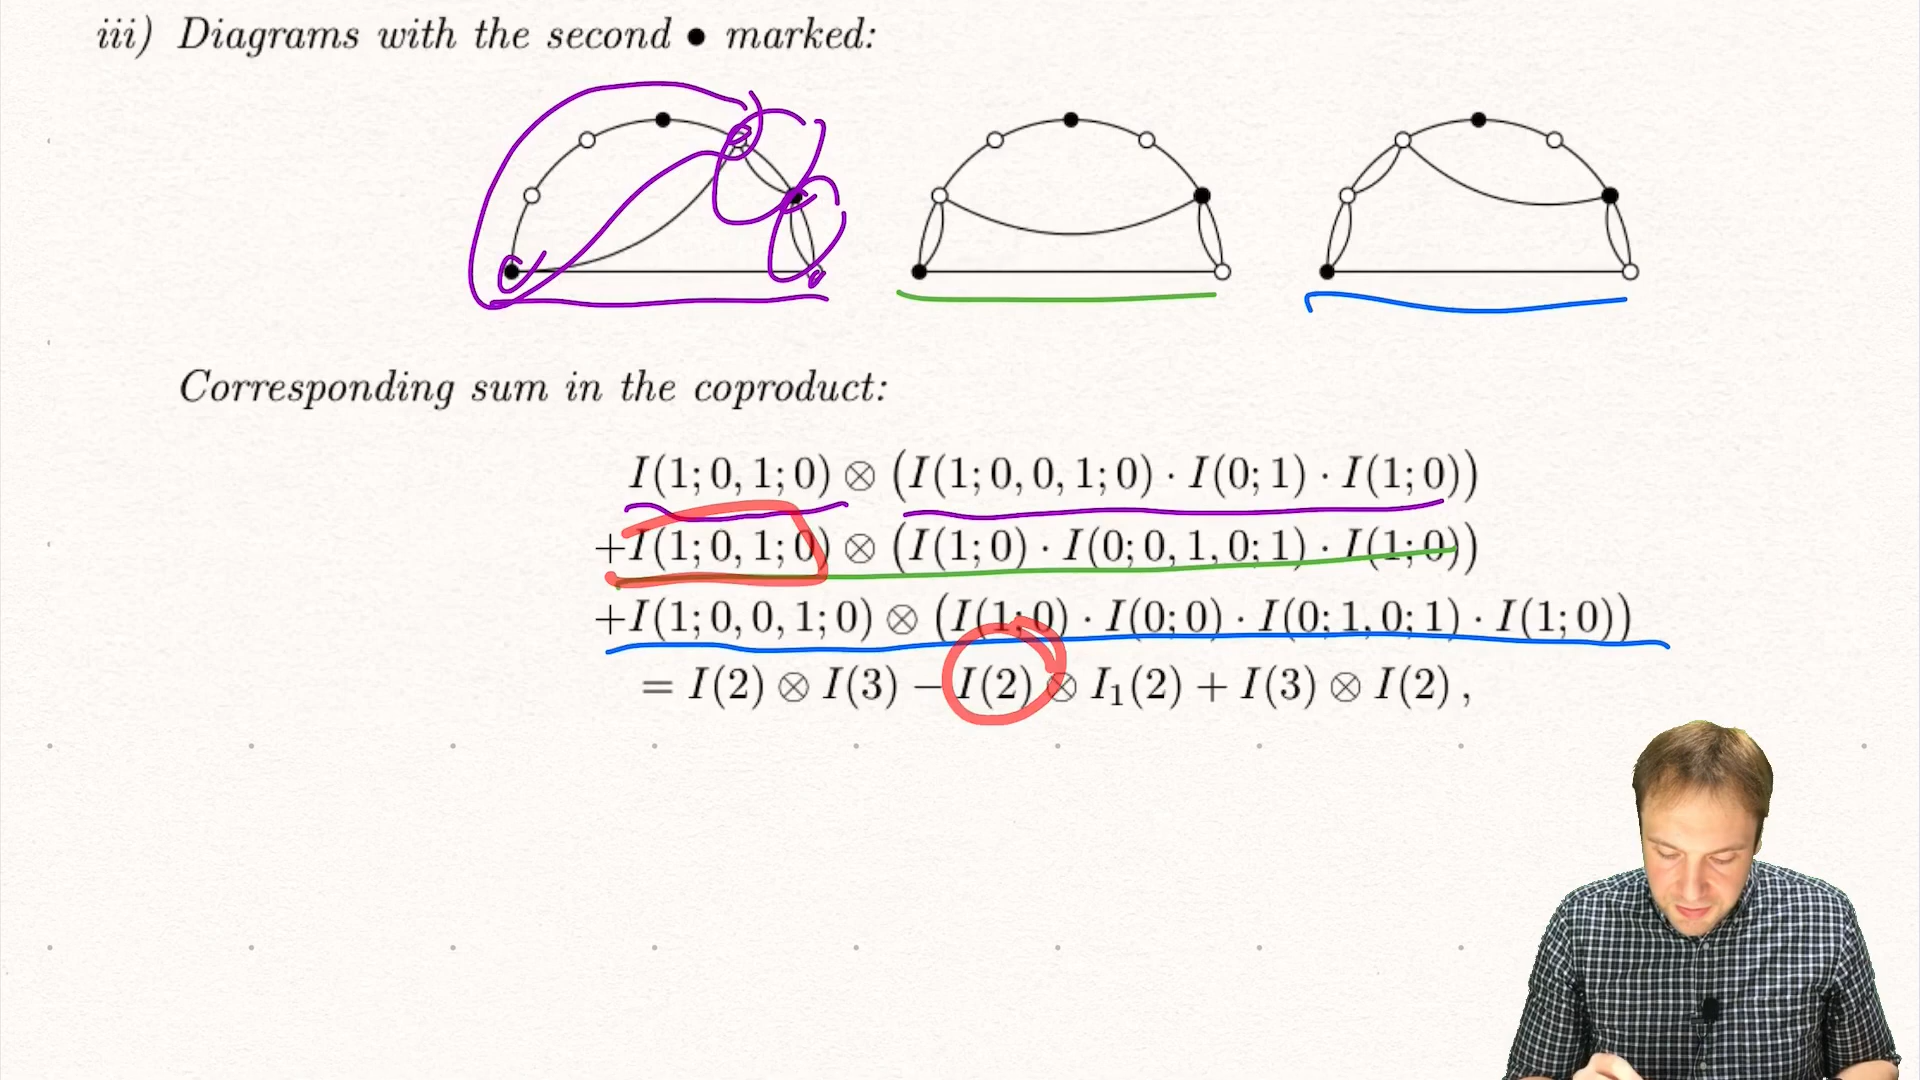 iii) Diagrams with the second • marked:
Corresponding sum in the coproduct:
I(1; 0, 1; 0) ⊗ (I(1; 0, 0, 1; 0) · I(0; 1) · I(1; 0))
+I(1; 0, 1; 0) ⊗ (I(1; 0) · I(0; 0, 1, 0; 1) · I(1; 0))
+I(1; 0, 0, 1; 0) ⊗ (I(1; 0) · I(0; 0) · I(0; 1, 0; 1) · I(1; 0))
= I(2) ⊗ I(3) − I(2) ⊗ I₁(2) + I(3) ⊗ I(2) ,